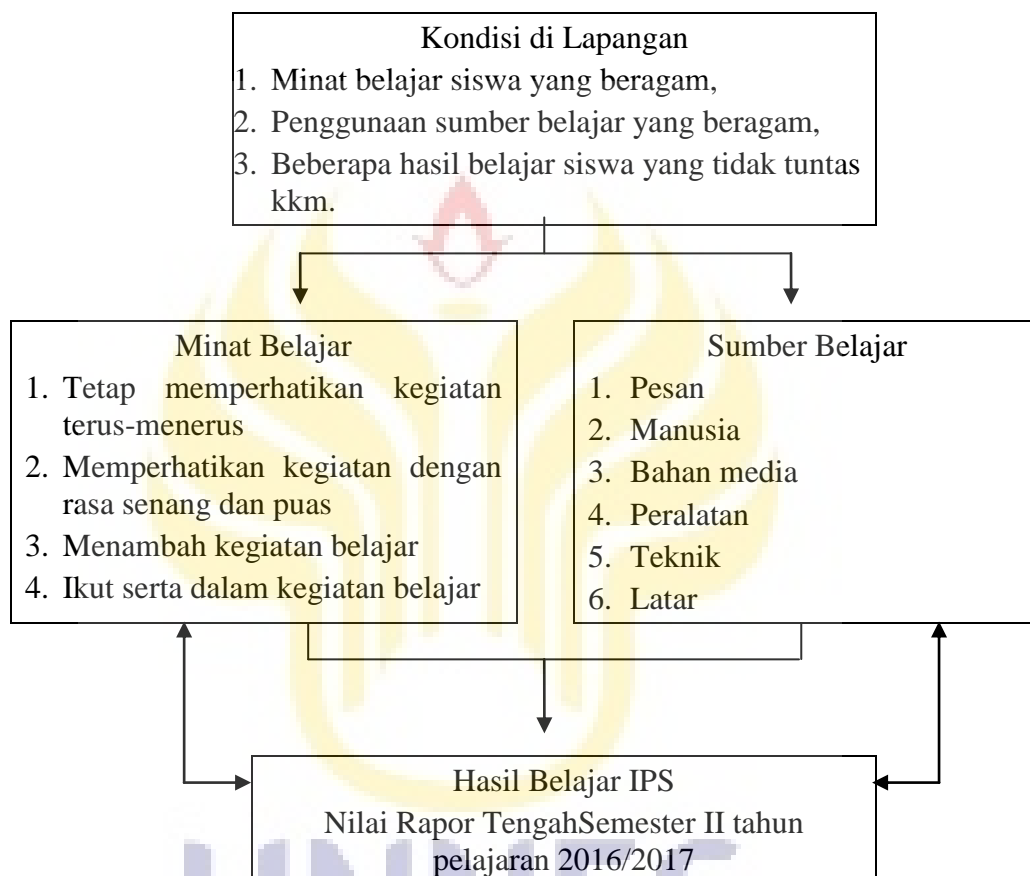 Kondisi di Lapangan
1. Minat belajar siswa yang beragam,
2. Penggunaan sumber belajar yang beragam,
3. Beberapa hasil belajar siswa yang tidak tuntas
kkm.
Minat Belajar
1. Tetap memperhatikan kegiatan
terus-menerus
2. Memperhatikan kegiatan dengan
rasa senang dan puas
3. Menambah kegiatan belajar
4. Ikut serta dalam kegiatan belajar
Sumber Belajar
1. Pesan
2. Manusia
3. Bahan media
4. Peralatan
5. Teknik
6. Latar
Hasil Belajar IPS
Nilai Rapor TengahSemester II tahun
pelajaran 2016/2017